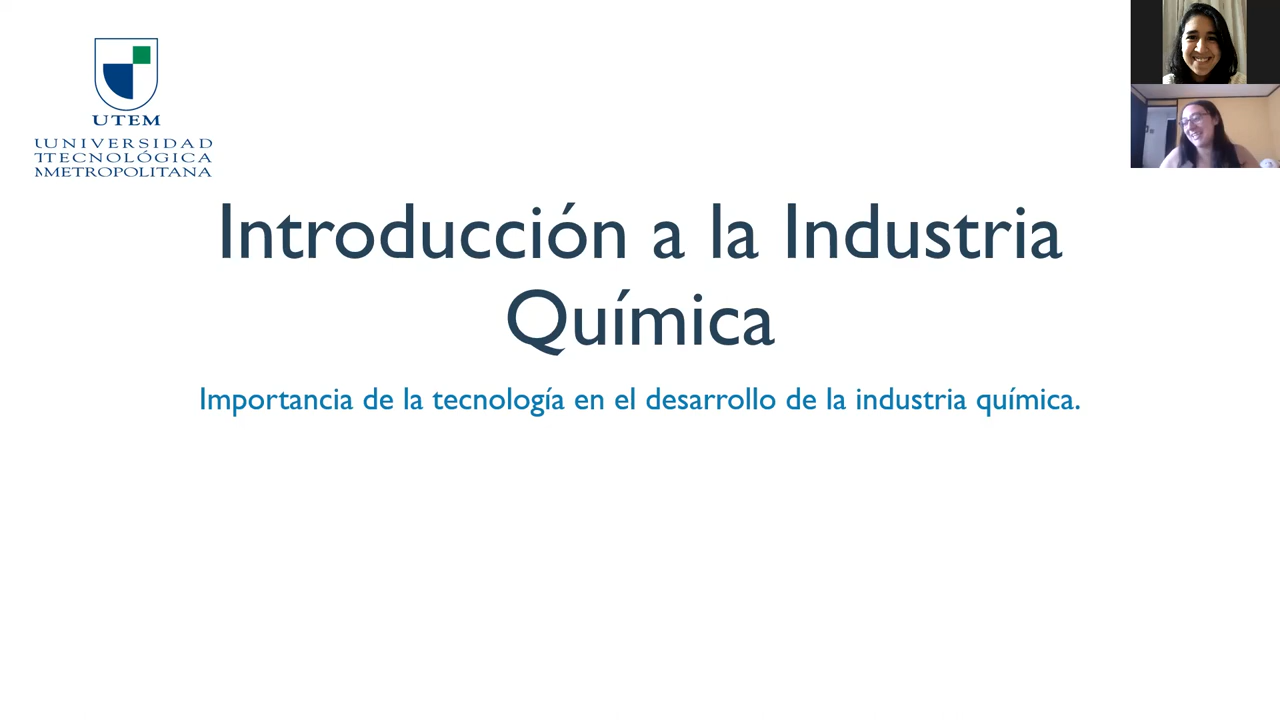 UTEM
UNIVERSIDAD
TECNOLÓGICA
METROPOLITANA
Introducción a la Industria
Química
Importancia de la tecnología en el desarrollo de la industria química.